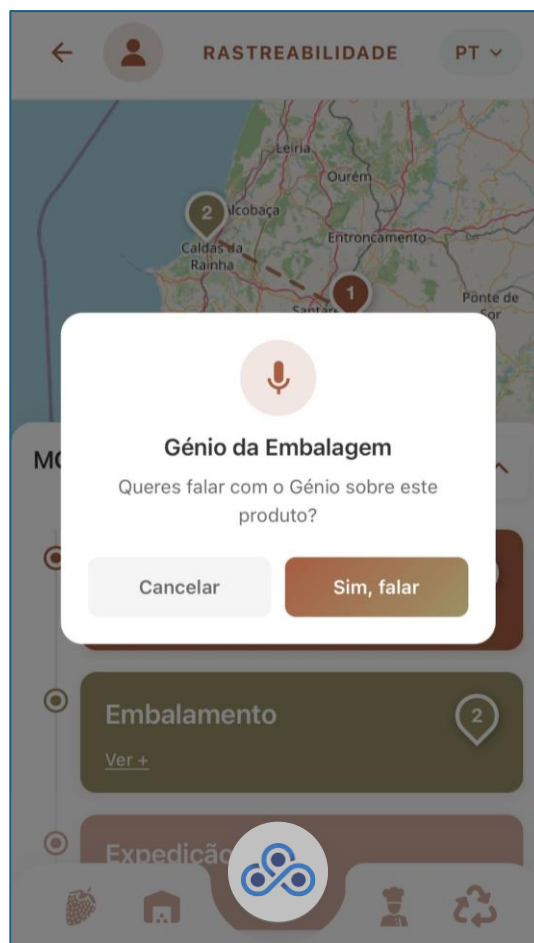 RASTREABILIDADE
PT
Leiria
Ourém
2
Alcobaça
Caldas da
Rainha
Entroncamento
1
Ponte de
Sor
Génio da Embalagem
Queres falar com o Génio sobre este
produto?
Cancelar
Sim, falar
Embalamento
2
Ver +
Expedição